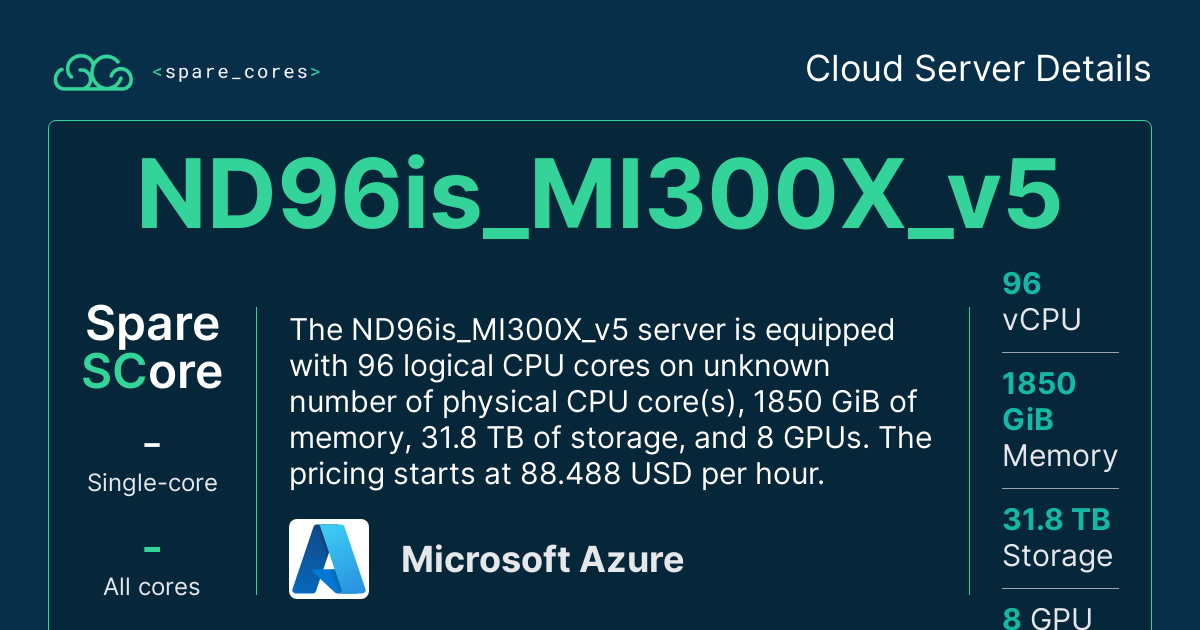 <spare_cores>
Cloud Server Details
ND96is_MI300X_v5
Spare
SCore
-
Single-core
-
All cores
The ND96is_MI300X_v5 server is equipped
with 96 logical CPU cores on unknown
number of physical CPU core(s), 1850 GiB of
memory, 31.8 TB of storage, and 8 GPUs. The
pricing starts at 88.488 USD per hour.
Microsoft Azure
96
vCPU
1850
GiB
Memory
31.8 TB
Storage
8 GPU